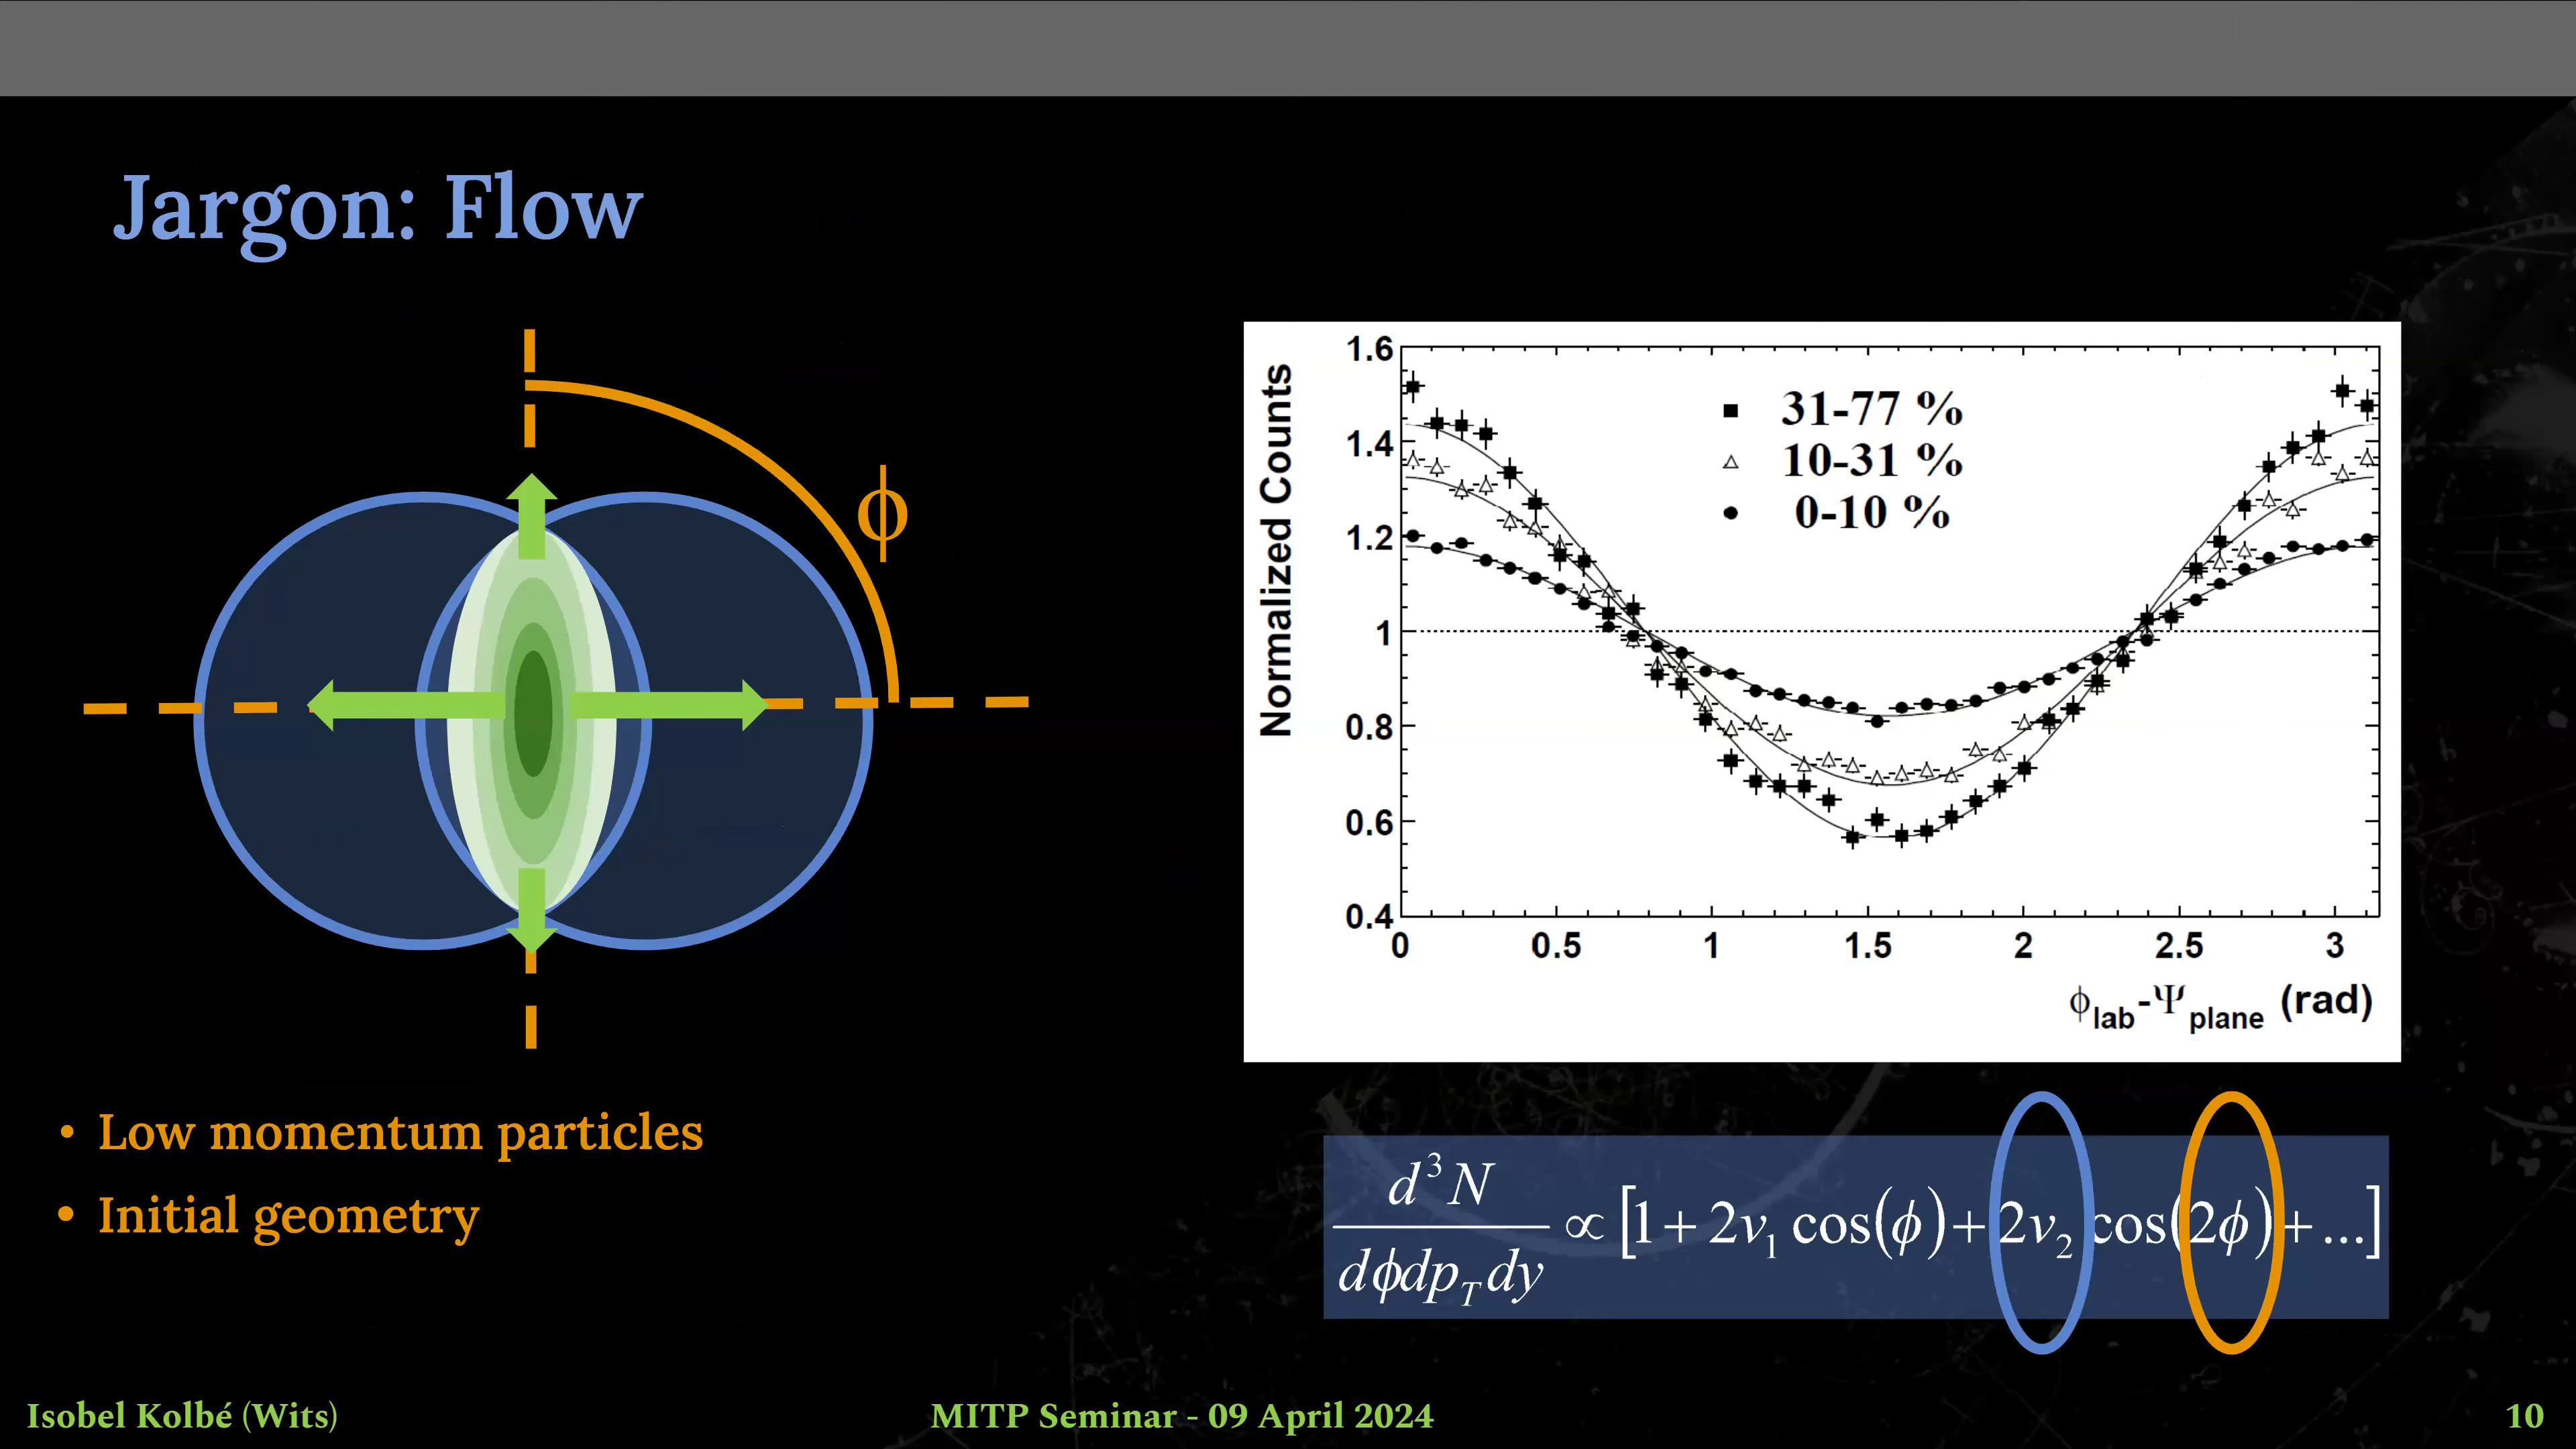 Jargon: Flow
ϕ
Normalized Counts
1.6
1.4
1.2
1
0.8
0.6
0.4
31-77 %
10-31 %
0-10 %
0 0.5 1 1.5 2 2.5 3
ϕ_lab-Ψ_plane (rad)
• Low momentum particles
• Initial geometry
d³N / dϕdp_T dy ∝ [1 + 2v₁ cos(ϕ) + 2v₂ cos(2ϕ) + ...]
Isobel Kolbé (Wits) MITP Seminar - 09 April 2024 10